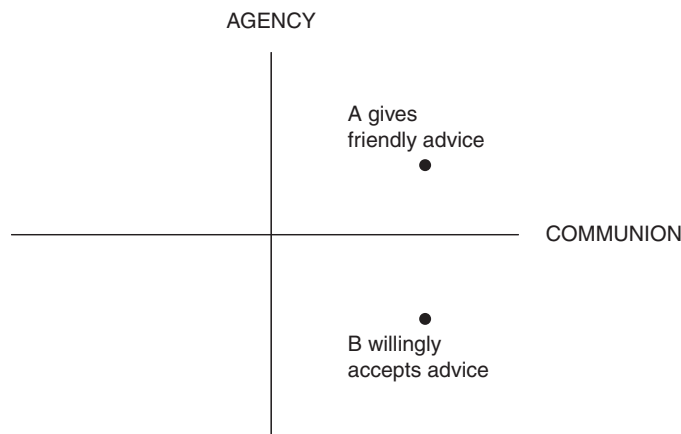 AGENCY
A gives
friendly advice
COMMUNION
B willingly
accepts advice